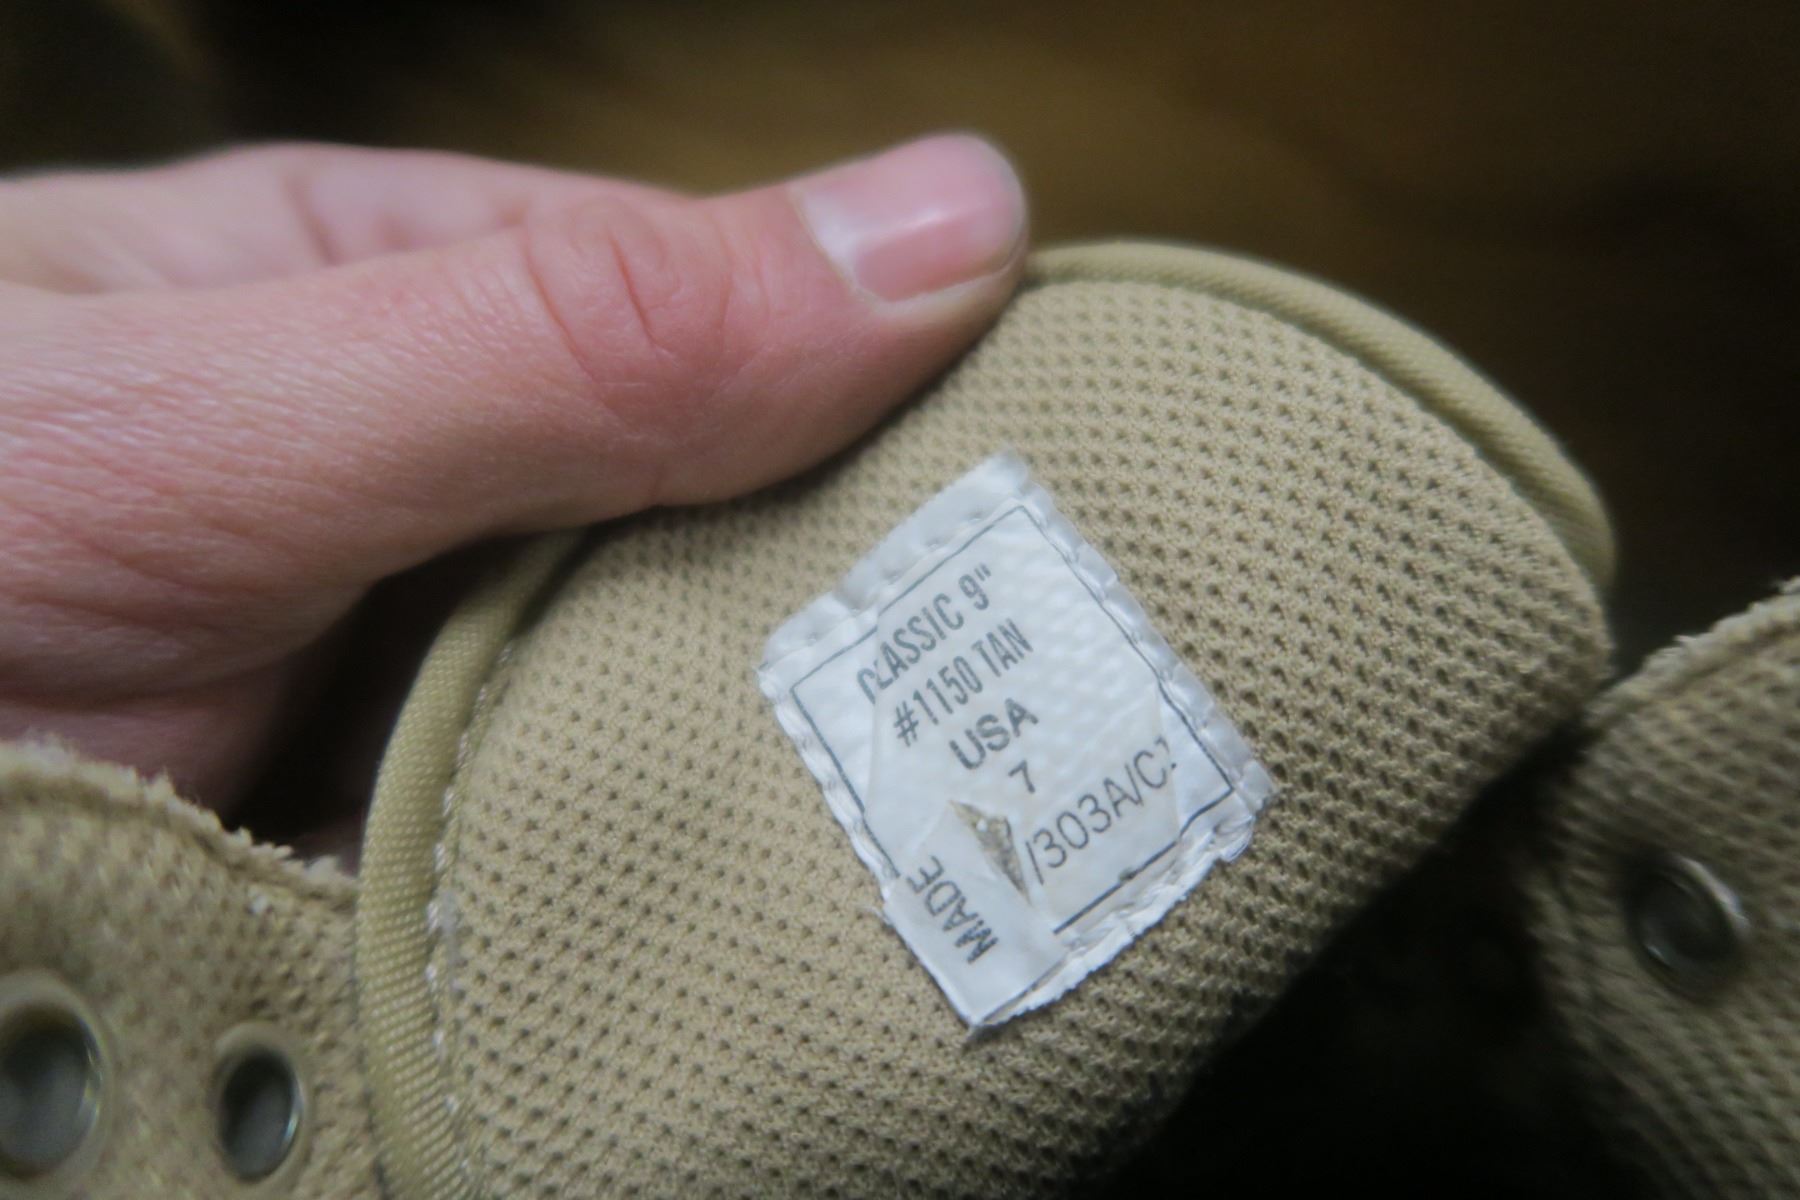 CLASSIC 9"
#1150 TAN
USA
7
/303A/C
MADE